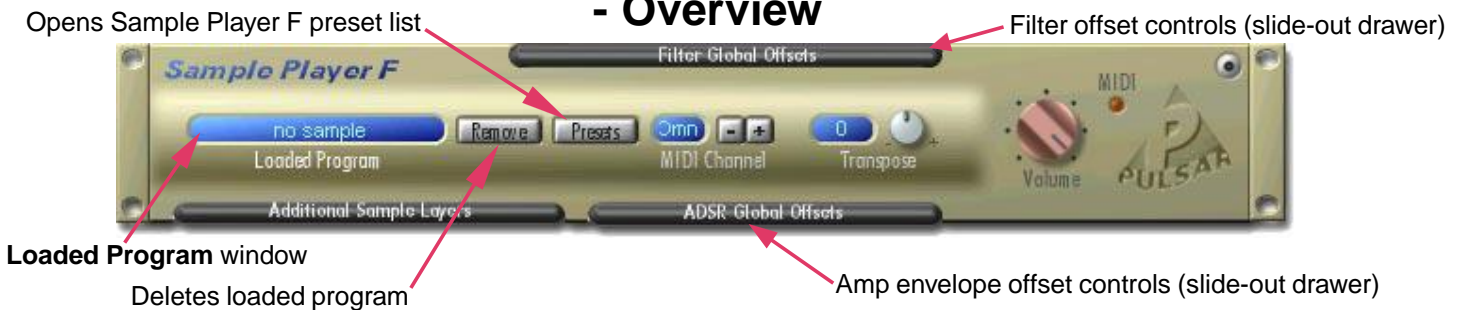 - Overview
Opens Sample Player F preset list
Filter offset controls (slide-out drawer)
Filter Global Offsets
Sample Player F
MIDI
no sample
Remove
Presets
Omn
- +
0
- +
Loaded Program
MIDI Channel
Transpose
Volume
PULSAR
Additional Sample Layers
ADSR Global Offsets
Loaded Program window
Deletes loaded program
Amp envelope offset controls (slide-out drawer)